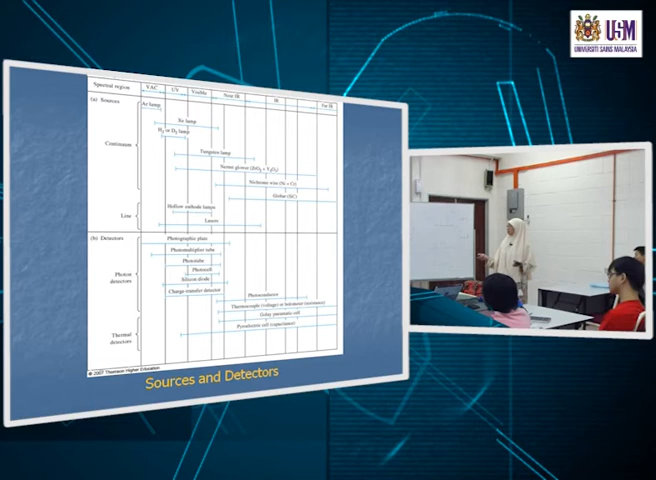 USM
UNIVERSITI SAINS MALAYSIA
Spectral region
VAC
UV
Visible
Near IR
IR
Far IR
(a) Sources
Ar lamp
Xe lamp
H₂ or D₂ lamp
Continuum
Tungsten lamp
Nernst glower (ZrO₂ + Y₂O₃)
Nichrome wire (Ni + Cr)
Globar (SiC)
Hollow cathode lamps
Line
Lasers
(b) Detectors
Photographic plate
Photomultiplier tube
Phototube
Photon
detectors
Photocell
Silicon diode
Charge-transfer detector
Photoconductor
Thermocouple (voltage) or bolometer (resistance)
Golay pneumatic cell
Thermal
detectors
Pyroelectric cell (capacitance)
© 2007 Thomson Higher Education
Sources and Detectors